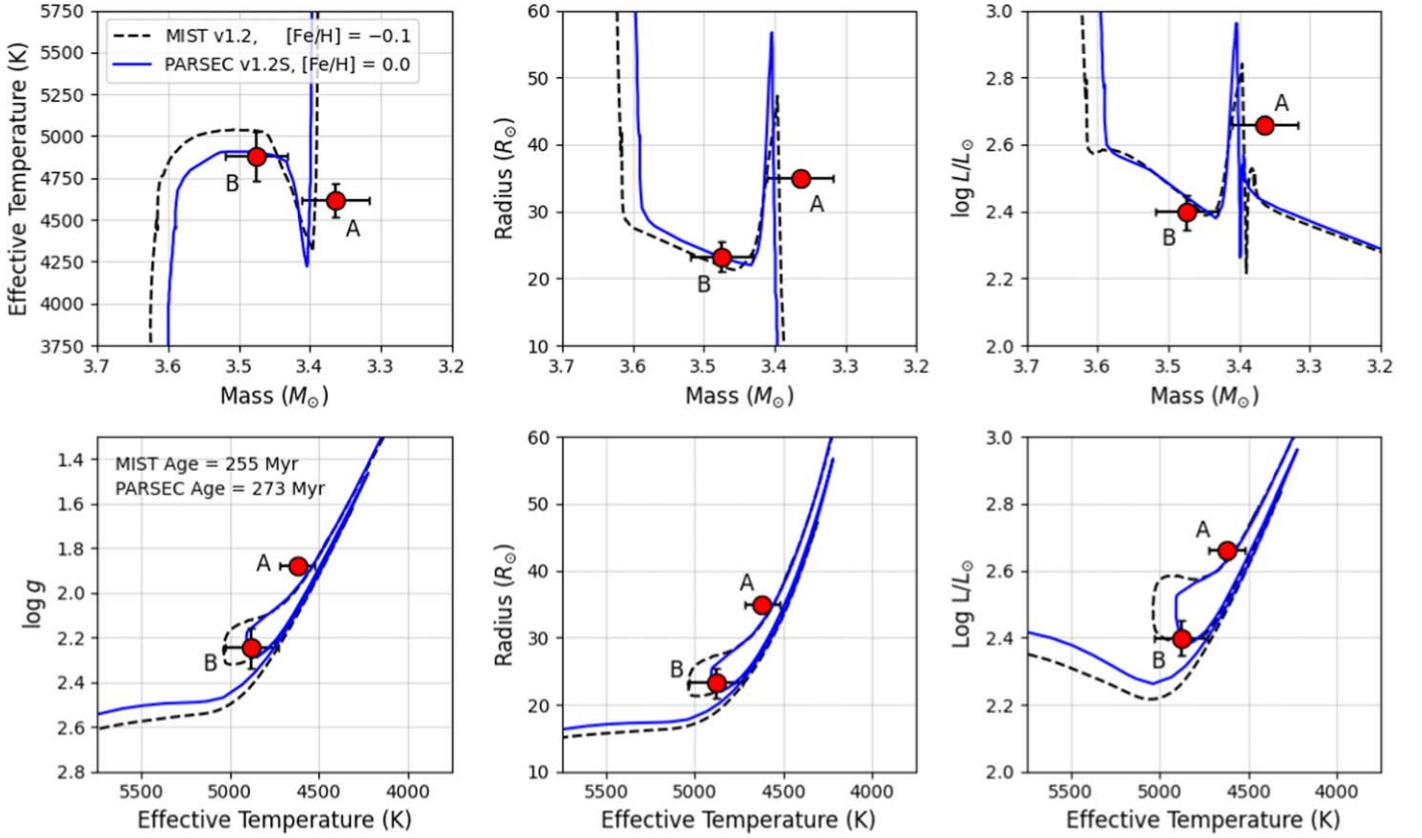 5750
5500
5250
5000
4750
4500
4250
4000
3750
Effective Temperature (K)
MIST v1.2, [Fe/H] = −0.1
PARSEC v1.2S, [Fe/H] = 0.0
B
A
3.7 3.6 3.5 3.4 3.3 3.2
Mass (M⊙)
60
50
40
30
20
10
Radius (R⊙)
B
A
3.7 3.6 3.5 3.4 3.3 3.2
Mass (M⊙)
3.0
2.8
2.6
2.4
2.2
2.0
log L/L⊙
A
B
3.7 3.6 3.5 3.4 3.3 3.2
Mass (M⊙)
1.4
1.6
1.8
2.0
2.2
2.4
2.6
2.8
log g
MIST Age = 255 Myr
PARSEC Age = 273 Myr
A
B
5500 5000 4500 4000
Effective Temperature (K)
60
50
40
30
20
10
Radius (R⊙)
A
B
5500 5000 4500 4000
Effective Temperature (K)
3.0
2.8
2.6
2.4
2.2
2.0
Log L/L⊙
A
B
5500 5000 4500 4000
Effective Temperature (K)